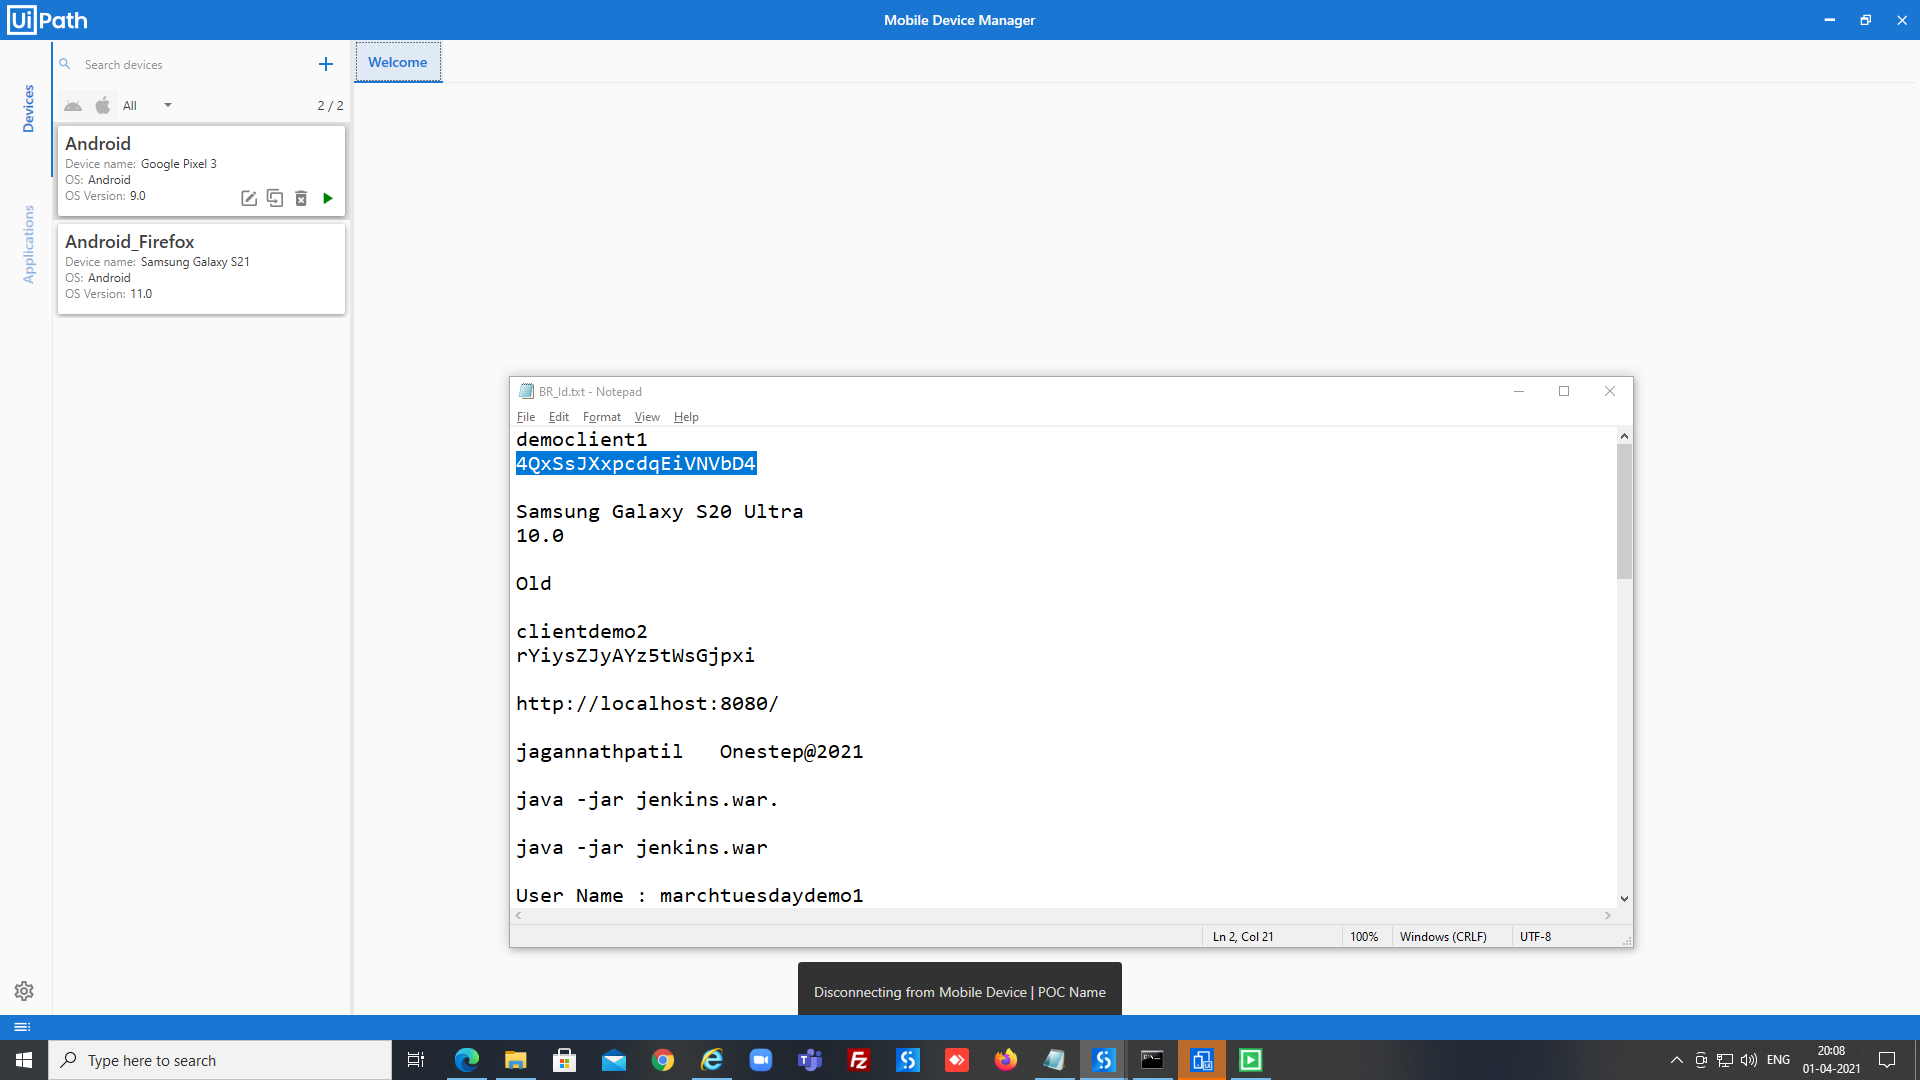 UiPath
Mobile Device Manager
Devices
Applications
Search devices
All
2 / 2
Android
Device name: Google Pixel 3
OS: Android
OS Version: 9.0
Android_Firefox
Device name: Samsung Galaxy S21
OS: Android
OS Version: 11.0
Welcome
BR_Id.txt - Notepad
File Edit Format View Help
democlient1
4QxSsJXxpcdqEiVNVbD4
Samsung Galaxy S20 Ultra
10.0
Old
clientdemo2
rYiysZJyAYz5tWsGjpxi
http://localhost:8080/
jagannathpatil   Onestep@2021
java -jar jenkins.war.
java -jar jenkins.war
User Name : marchtuesdaydemo1
Ln 2, Col 21
100%
Windows (CRLF)
UTF-8
Disconnecting from Mobile Device | POC Name
Type here to search
ENG
20:08
01-04-2021